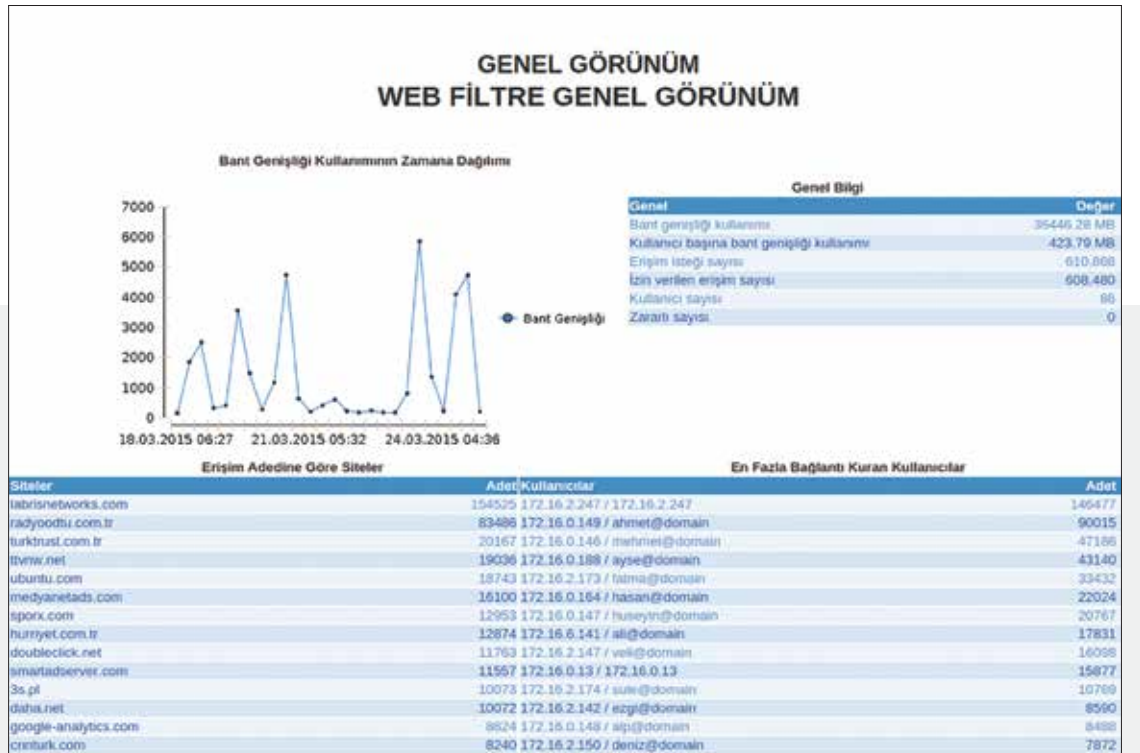 GENEL GÖRÜNÜM
WEB FİLTRE GENEL GÖRÜNÜM
Bant Genişliği Kullanımının Zamana Dağılımı
7000
6000
5000
4000
3000
2000
1000
0
18.03.2015 06:27 21.03.2015 05:32 24.03.2015 04:36
Bant Genişliği
Genel Bilgi
Genel Değer
Bant genişliği kullanımı 36446.28 MB
Kullanıcı başına bant genişliği kullanımı 423.79 MB
Erişim isteği sayısı 610,868
İzin verilen erişim sayısı 608,480
Kullanıcı sayısı 86
Zararlı sayısı 0
Erişim Adedine Göre Siteler
Siteler Adet
labrisnetworks.com 154525
radyoodtu.com.tr 83486
turktrust.com.tr 20167
ttvnw.net 19036
ubuntu.com 18743
medyanetads.com 16100
sporx.com 12953
hurriyet.com.tr 12874
doubleclick.net 11763
smartadserver.com 11557
3s.pl 10073
daha.net 10072
google-analytics.com 8624
cnnturk.com 8240
En Fazla Bağlantı Kuran Kullanıcılar
Kullanıcılar Adet
172.16.2.247 / 172.16.2.247 146477
172.16.0.149 / ahmet@domain 90015
172.16.0.146 / mehmet@domain 47186
172.16.0.188 / ayse@domain 43140
172.16.2.173 / fatma@domain 33432
172.16.0.164 / hasan@domain 22024
172.16.0.147 / huseyin@domain 20767
172.16.6.141 / ali@domain 17831
172.16.2.147 / veli@domain 16098
172.16.0.13 / 172.16.0.13 15877
172.16.2.174 / sule@domain 10769
172.16.2.142 / ezgi@domain 8590
172.16.0.148 / alp@domain 8488
172.16.2.150 / deniz@domain 7872